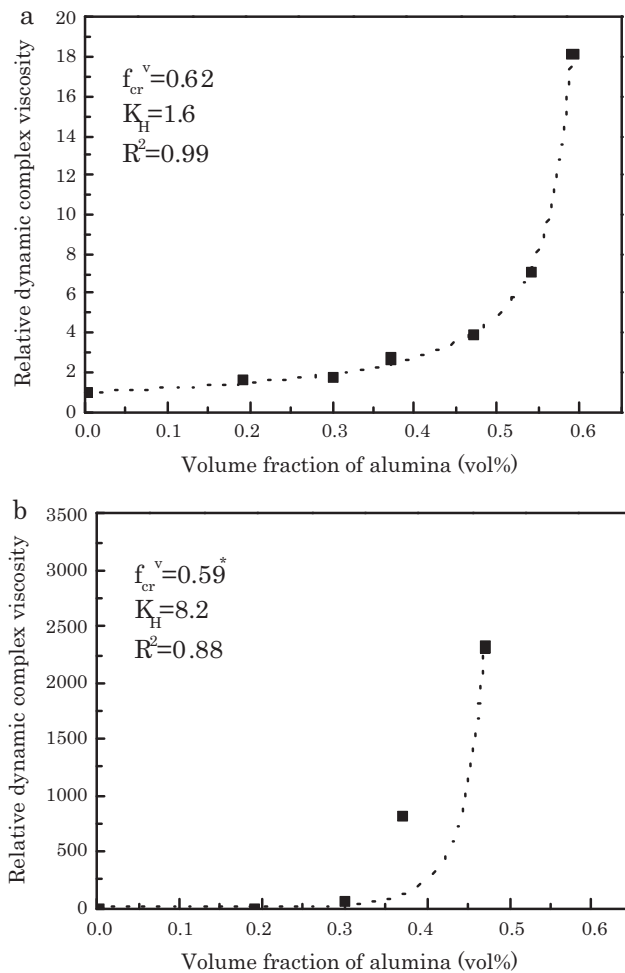 a
20
18
16
14
12
10
8
6
4
2
0
Relative dynamic complex viscosity
f_cr^v=0.62
K_H=1.6
R^2=0.99
0.0 0.1 0.2 0.3 0.4 0.5 0.6
Volume fraction of alumina (vol%)
b
3500
3000
2500
2000
1500
1000
500
0
Relative dynamic complex viscosity
f_cr^v=0.59*
K_H=8.2
R^2=0.88
0.0 0.1 0.2 0.3 0.4 0.5 0.6
Volume fraction of alumina (vol%)